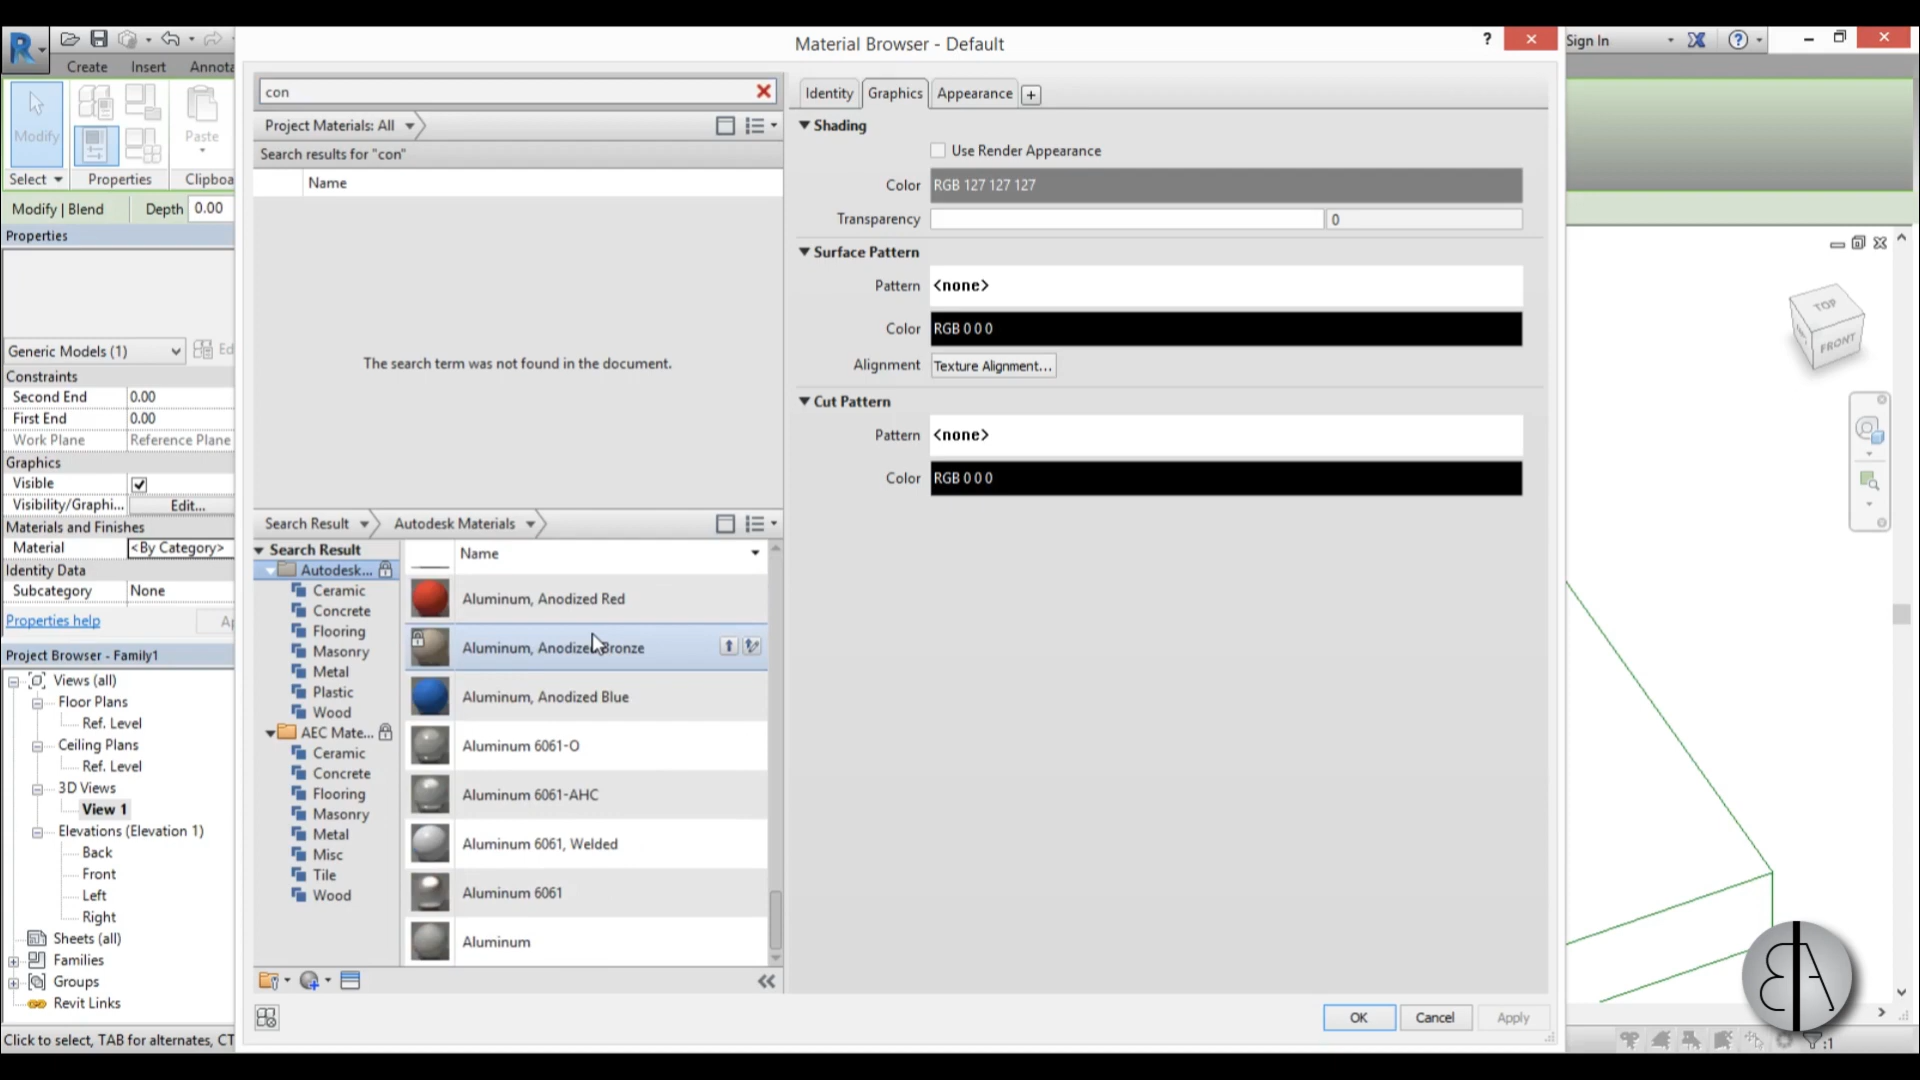 Material Browser - Default
?
Sign In
Create Insert Annota
con
Identity Graphics Appearance +
Project Materials: All
Shading
Modify
Paste
Search results for "con"
Use Render Appearance
Select Properties Clipboa
Name
Color RGB 127 127 127
Modify | Blend Depth 0.00
Transparency 0
Properties
Surface Pattern
Pattern <none>
Color RGB 0 0 0
Generic Models (1) Ed
The search term was not found in the document.
Alignment Texture Alignment...
Constraints
Second End 0.00
Cut Pattern
First End 0.00
Work Plane Reference Plane
Pattern <none>
Graphics
Visible
Color RGB 0 0 0
Visibility/Graphi... Edit...
Materials and Finishes
Search Result Autodesk Materials
Material <By Category>
Search Result
Name
Identity Data
Autodesk...
Subcategory None
Ceramic
Aluminum, Anodized Red
Concrete
Properties help
Ap
Flooring
Aluminum, Anodized Bronze
Project Browser - Family1
Masonry
Views (all)
Metal
Floor Plans
Plastic
Aluminum, Anodized Blue
Ref. Level
Wood
Ceiling Plans
AEC Mate...
Aluminum 6061-O
Ref. Level
Ceramic
3D Views
Concrete
Flooring
Aluminum 6061-AHC
View 1
Masonry
Elevations (Elevation 1)
Metal
Aluminum 6061, Welded
Back
Misc
Front
Tile
Aluminum 6061
Left
Wood
Right
Sheets (all)
Aluminum
Families
Groups
Revit Links
OK Cancel Apply
Click to select, TAB for alternates, CT
:1
TOP
FRONT